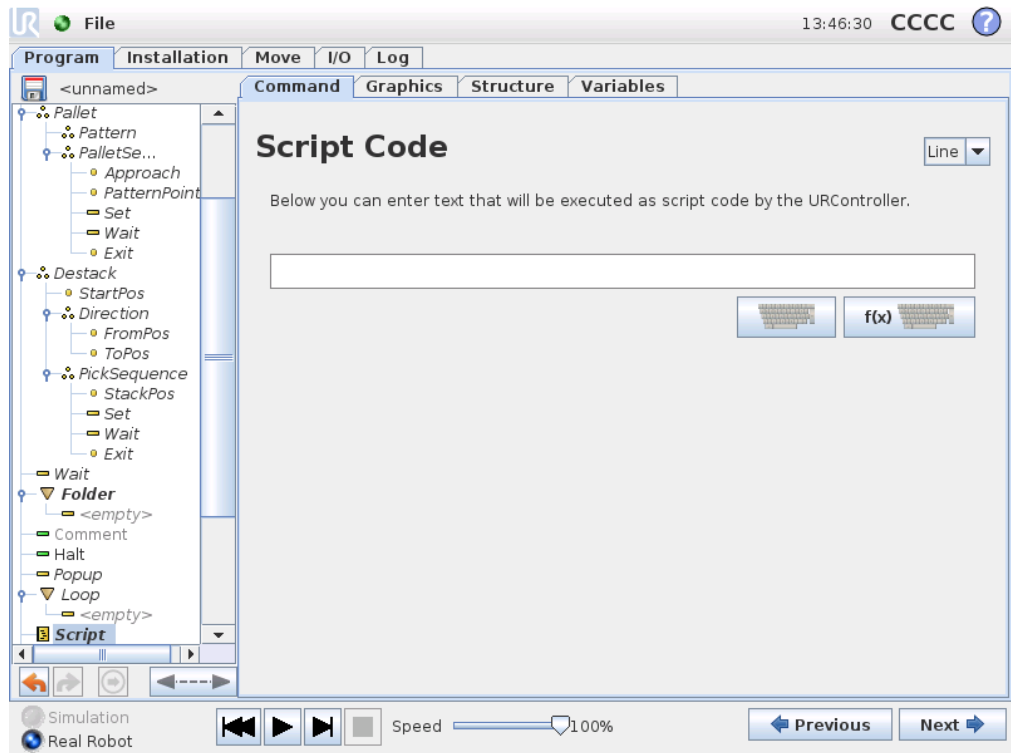 UR File 13:46:30 CCCC ?
Program Installation Move I/O Log
<unnamed>
Command Graphics Structure Variables
Pallet
Pattern
PalletSe...
Approach
PatternPoint
Set
Wait
Exit
Destack
StartPos
Direction
FromPos
ToPos
PickSequence
StackPos
Set
Wait
Exit
Wait
Folder
<empty>
Comment
Halt
Popup
Loop
<empty>
Script
Script Code
Line
Below you can enter text that will be executed as script code by the URController.
f(x)
Simulation
Real Robot
Speed 100%
Previous Next